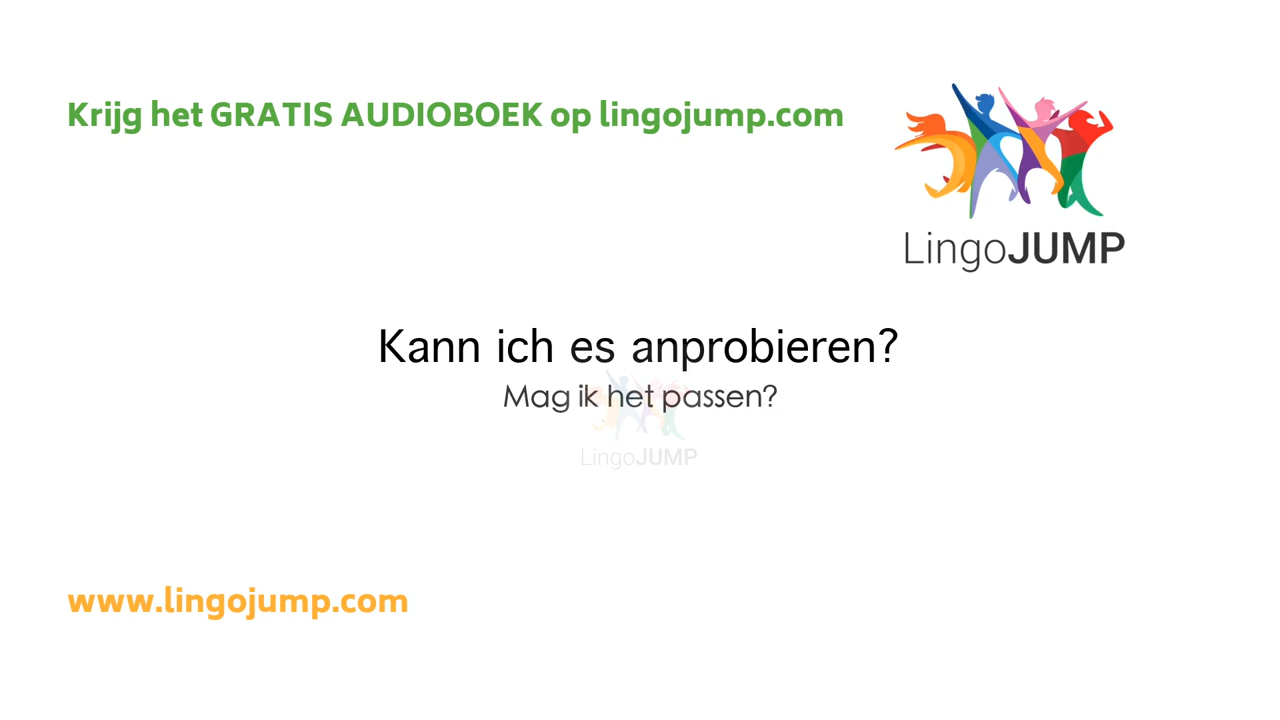 Krijg het GRATIS AUDIOBOEK op lingojump.com
LingoJUMP
Kann ich es anprobieren?
Mag ik het passen?
LingoJUMP
www.lingojump.com